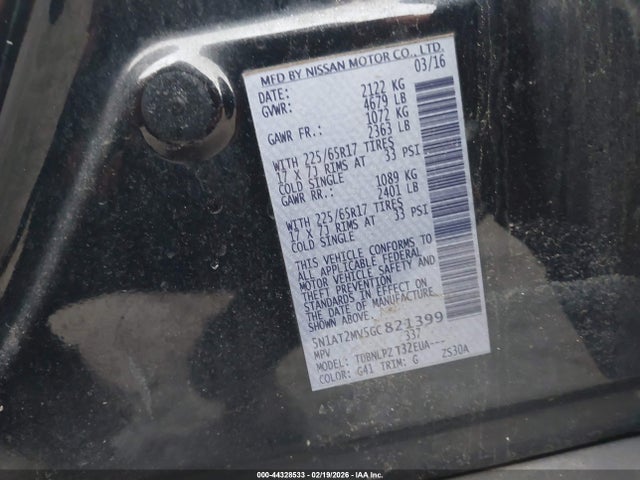 MFD BY NISSAN MOTOR CO., LTD.
DATE: 03/16
GVWR: 2122 KG
4679 LB
GAWR FR.: 1072 KG
2363 LB
WITH 225/65R17 TIRES
17 X 7J RIMS AT 33 PSI
COLD SINGLE
GAWR RR.: 1089 KG
2401 LB
WITH 225/65R17 TIRES
17 X 7J RIMS AT 33 PSI
COLD SINGLE
THIS VEHICLE CONFORMS TO
ALL APPLICABLE FEDERAL
MOTOR VEHICLE SAFETY AND
THEFT PREVENTION
STANDARDS IN EFFECT ON
THE DATE OF MANUFACTURE
SHOWN ABOVE.
5N1AT2MV5GC821399
MPV 337
MODEL: TDBNLPZ T32EUA---
COLOR: G41 TRIM: G ZS30A
000-44328533 - 02/19/2026 - IAA Inc.